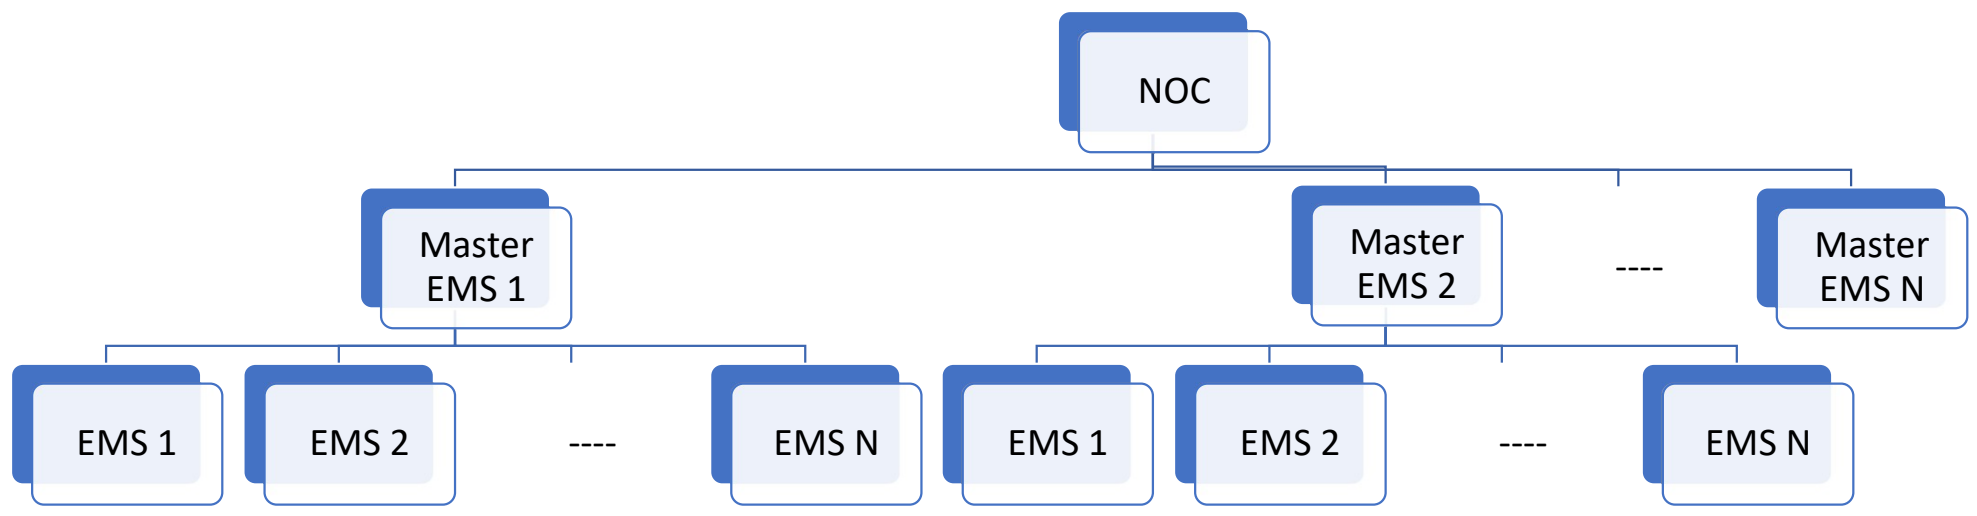 NOC
Master
EMS 1
Master
EMS 2
----
Master
EMS N
EMS 1
EMS 2
----
EMS N
EMS 1
EMS 2
----
EMS N